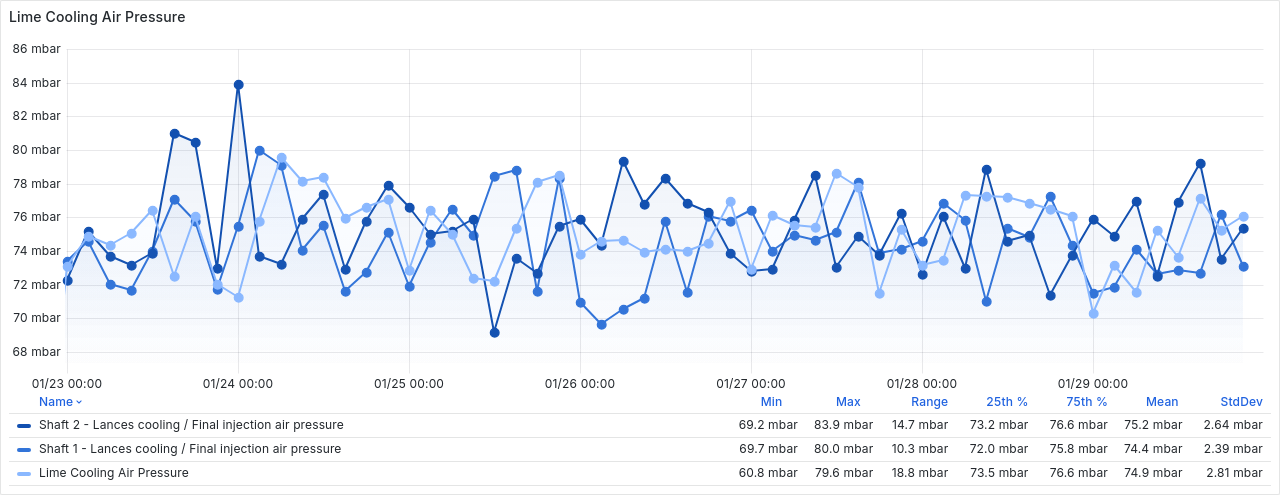 Lime Cooling Air Pressure
86 mbar
84 mbar
82 mbar
80 mbar
78 mbar
76 mbar
74 mbar
72 mbar
70 mbar
68 mbar
01/23 00:00 01/24 00:00 01/25 00:00 01/26 00:00 01/27 00:00 01/28 00:00 01/29 00:00
Name Min Max Range 25th % 75th % Mean StdDev
Shaft 2 - Lances cooling / Final injection air pressure 69.2 mbar 83.9 mbar 14.7 mbar 73.2 mbar 76.6 mbar 75.2 mbar 2.64 mbar
Shaft 1 - Lances cooling / Final injection air pressure 69.7 mbar 80.0 mbar 10.3 mbar 72.0 mbar 75.8 mbar 74.4 mbar 2.39 mbar
Lime Cooling Air Pressure 60.8 mbar 79.6 mbar 18.8 mbar 73.5 mbar 76.6 mbar 74.9 mbar 2.81 mbar